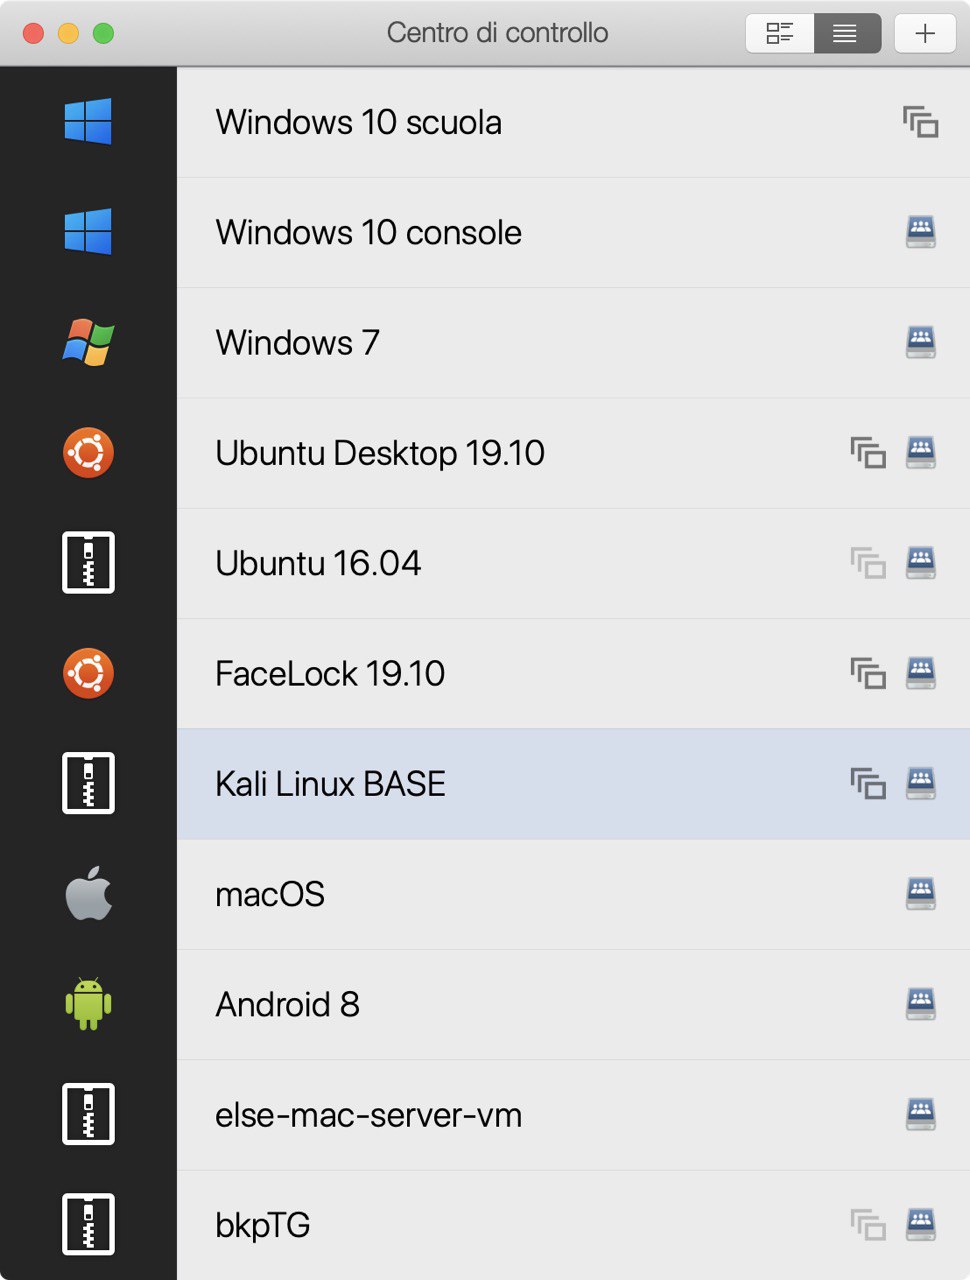 Centro di controllo
Windows 10 scuola
Windows 10 console
Windows 7
Ubuntu Desktop 19.10
Ubuntu 16.04
FaceLock 19.10
Kali Linux BASE
macOS
Android 8
else-mac-server-vm
bkpTG